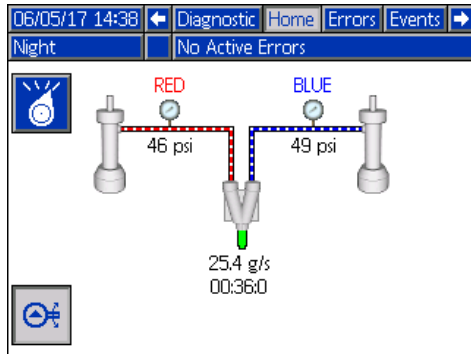 06/05/17 14:38 Diagnostic Home Errors Events
Night No Active Errors
RED BLUE
46 psi 49 psi
25.4 g/s
00:36:0